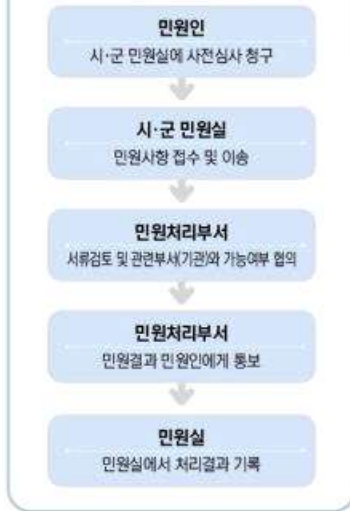 민원인
시·군 민원실에 사전심사 청구
시·군 민원실
민원사항 접수 및 이송
민원처리부서
서류검토 및 관련부서(기관)와 가능여부 협의
민원처리부서
민원결과 민원인에게 통보
민원실
민원실에서 처리결과 기록